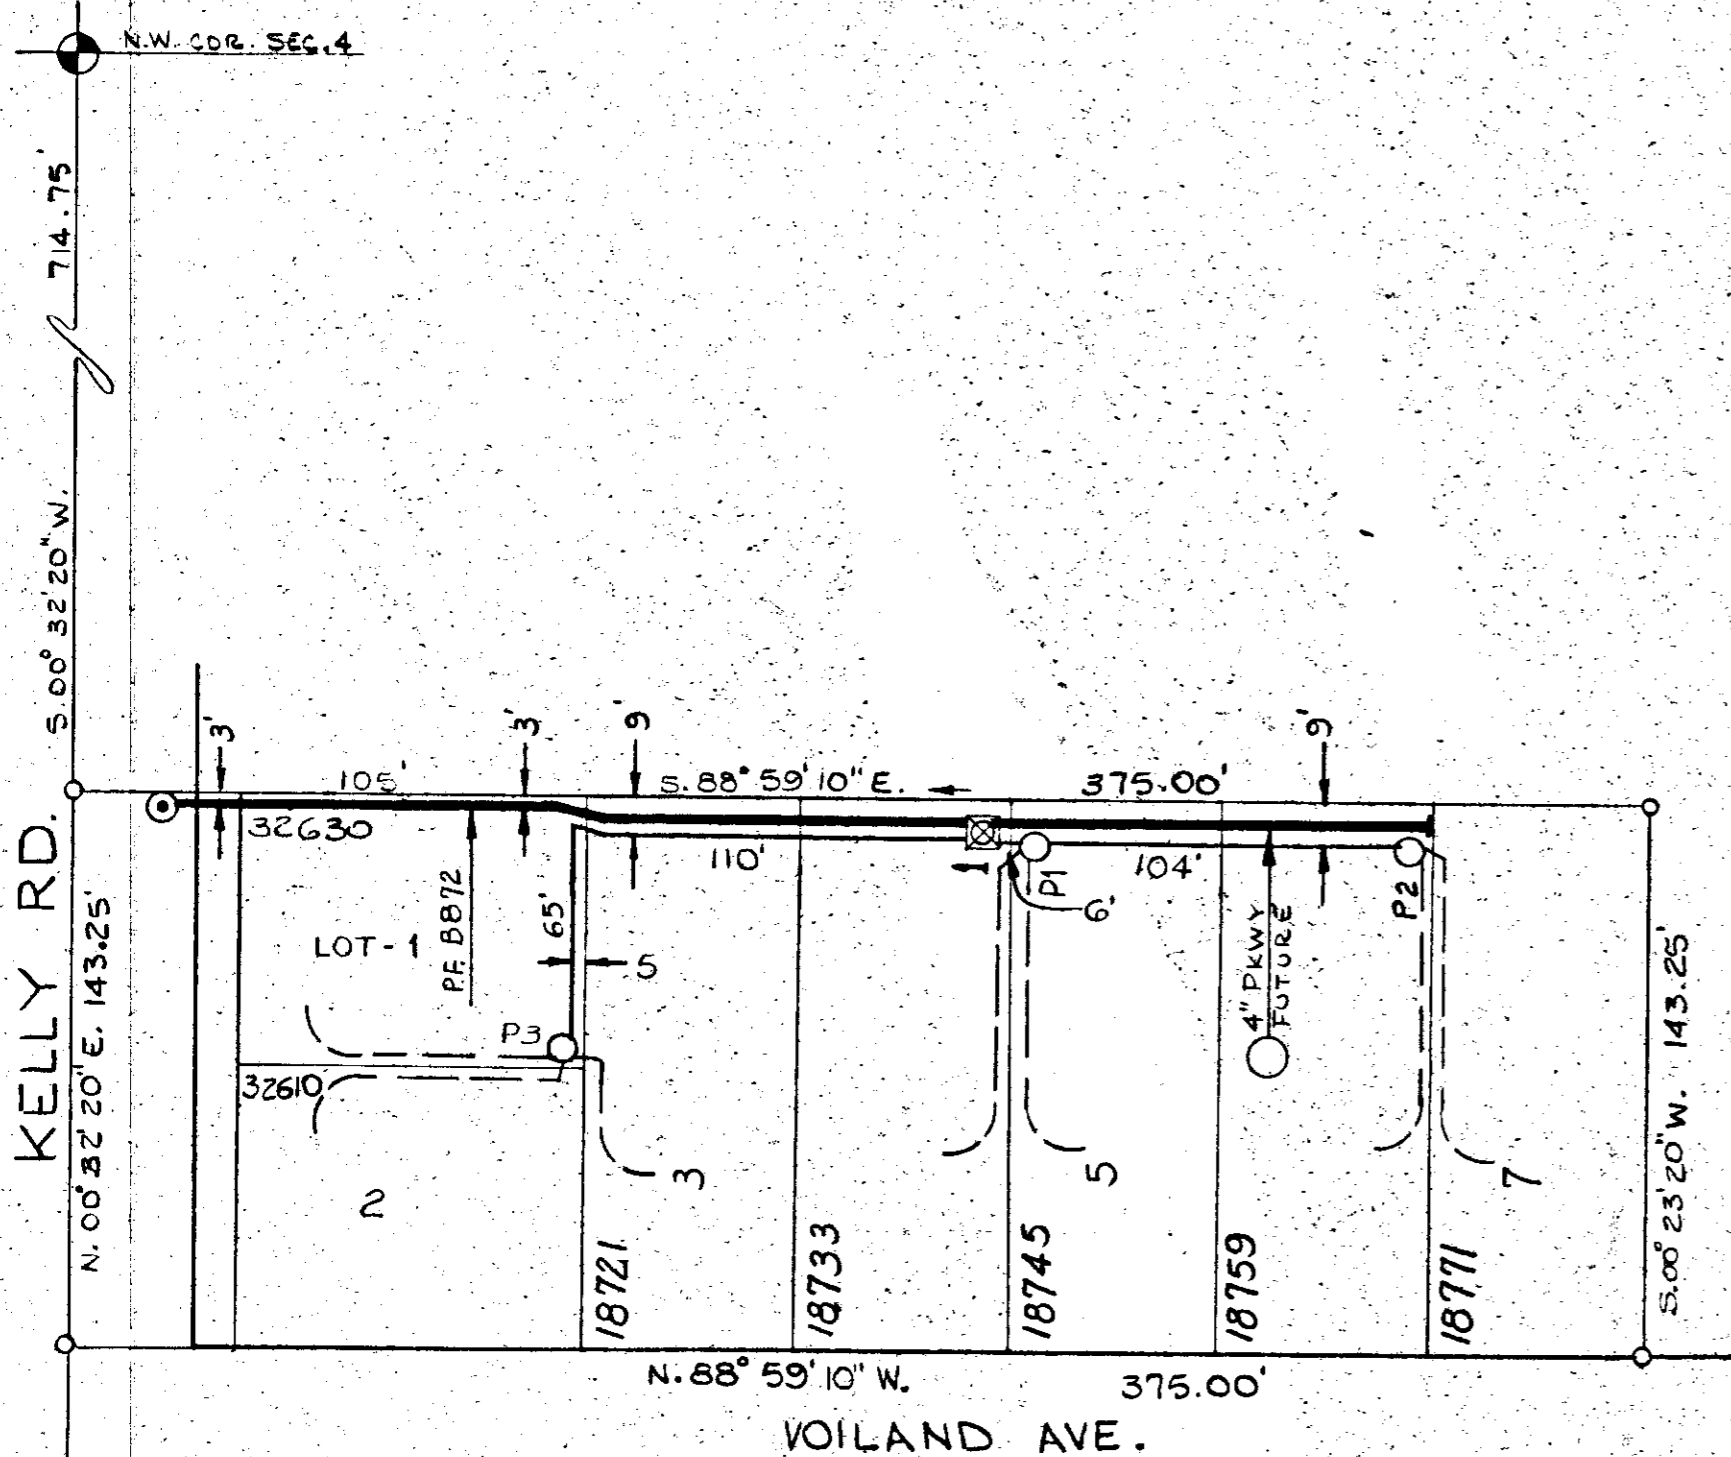 N.W. COR. SEC. 4
714.75'
S. 00° 32' 20" W.
KELLY RD.
N. 00° 32' 20" E. 143.25'
3'
3'
9'
9'
105'
S. 88° 59' 10" E.
375.00'
32630
110'
1
P1
104'
6'
P2
P.F. B872
65'
LOT-1
5
4" PKWY
FUTURE
P3
32610
2
3
5
7
18721
18733
18745
18759
18771
S. 00° 23' 20" W. 143.25'
N. 88° 59' 10" W.
375.00'
VOILAND AVE.